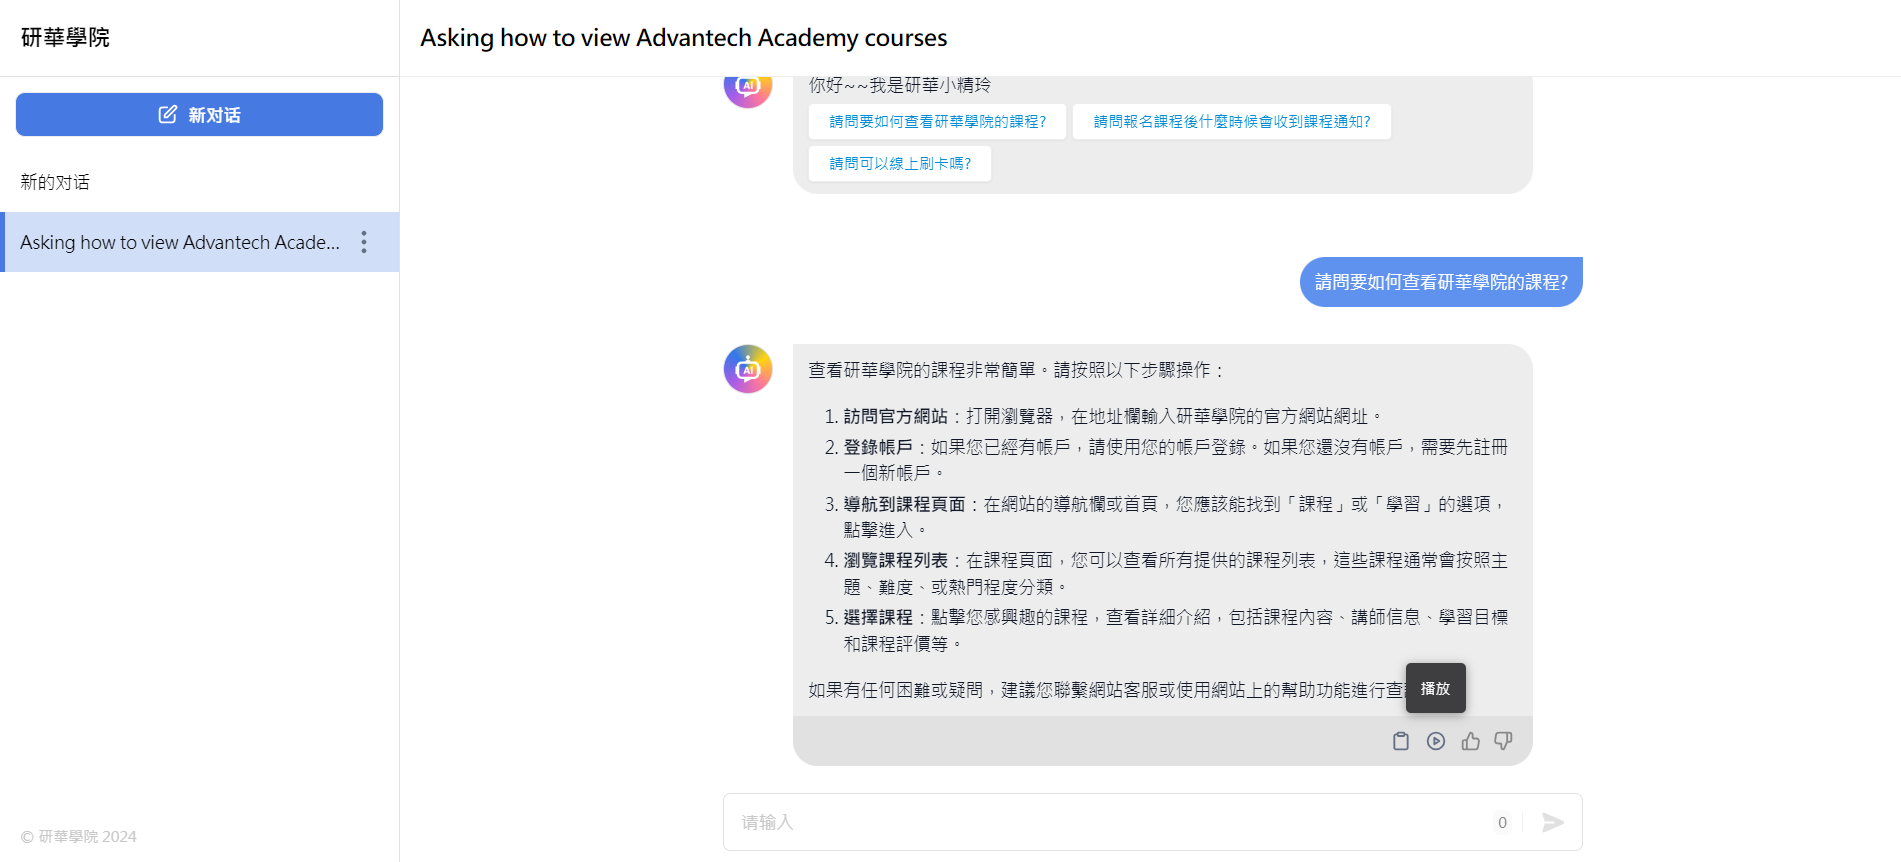 研華學院
新对话
新的对话
Asking how to view Advantech Acade...
© 研華學院 2024
Asking how to view Advantech Academy courses
AI
你好~~我是研華小精玲
請問要如何查看研華學院的課程?
請問報名課程後什麼時候會收到課程通知?
請問可以線上刷卡嗎?
請問要如何查看研華學院的課程?
AI
查看研華學院的課程非常簡單。請按照以下步驟操作：
1. 訪問官方網站：打開瀏覽器，在地址欄輸入研華學院的官方網站網址。
2. 登錄帳戶：如果您已經有帳戶，請使用您的帳戶登錄。如果您還沒有帳戶，需要先註冊
一個新帳戶。
3. 導航到課程頁面：在網站的導航欄或首頁，您應該能找到「課程」或「學習」的選項，
點擊進入。
4. 瀏覽課程列表：在課程頁面，您可以查看所有提供的課程列表，這些課程通常會按照主
題、難度、或熱門程度分類。
5. 選擇課程：點擊您感興趣的課程，查看詳細介紹，包括課程內容、講師信息、學習目標
和課程評價等。
如果有任何困難或疑問，建議您聯繫網站客服或使用網站上的幫助功能進行查
播放
请输入
0